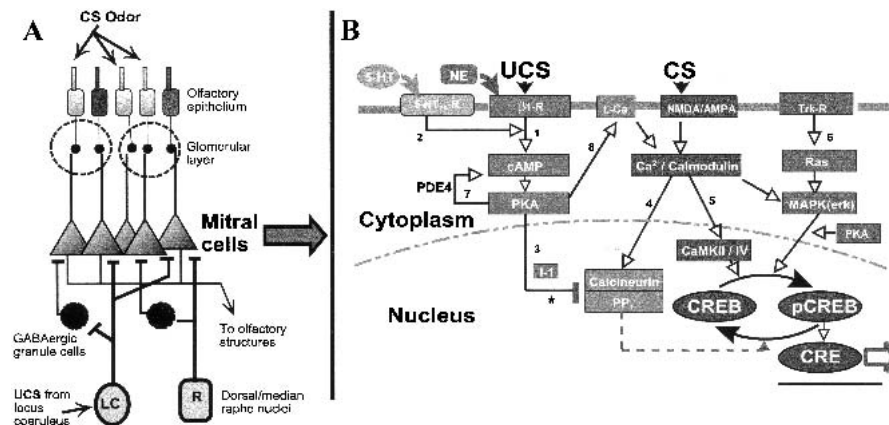 A
CS Odor
Olfactory
epithelium
Glomerular
layer
Mitral
cells
GABAergic
granule cells
To olfactory
structures
UCS from
locus
coeruleus
LC
R
Dorsal/median
raphe nuclei
B
5-HT
NE
UCS
CS
β1-R
L-Ca
NMDA/AMPA
Trk-R
2
1
8
6
cAMP
Ca² / Calmodulin
Ras
PDE4
7
PKA
4
5
MAPK(erk)
Cytoplasm
PKA
3
CaMKII / IV
I-1
Calcineurin
*
PP
CREB
pCREB
Nucleus
CRE